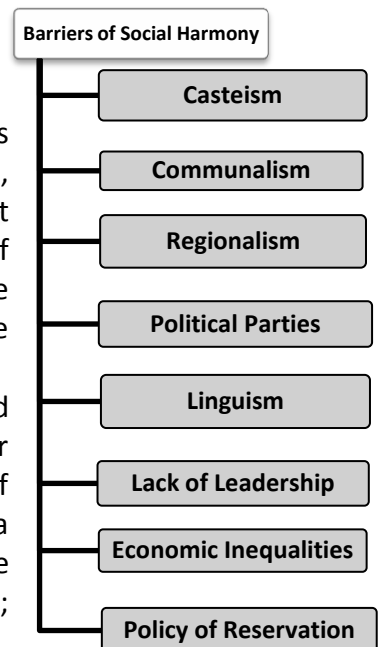 Barriers of Social Harmony
Casteism
Communalism
Regionalism
Political Parties
Linguism
Lack of Leadership
Economic Inequalities
Policy of Reservation
s
,
t
f
e
e
d
r
f
a
e
;